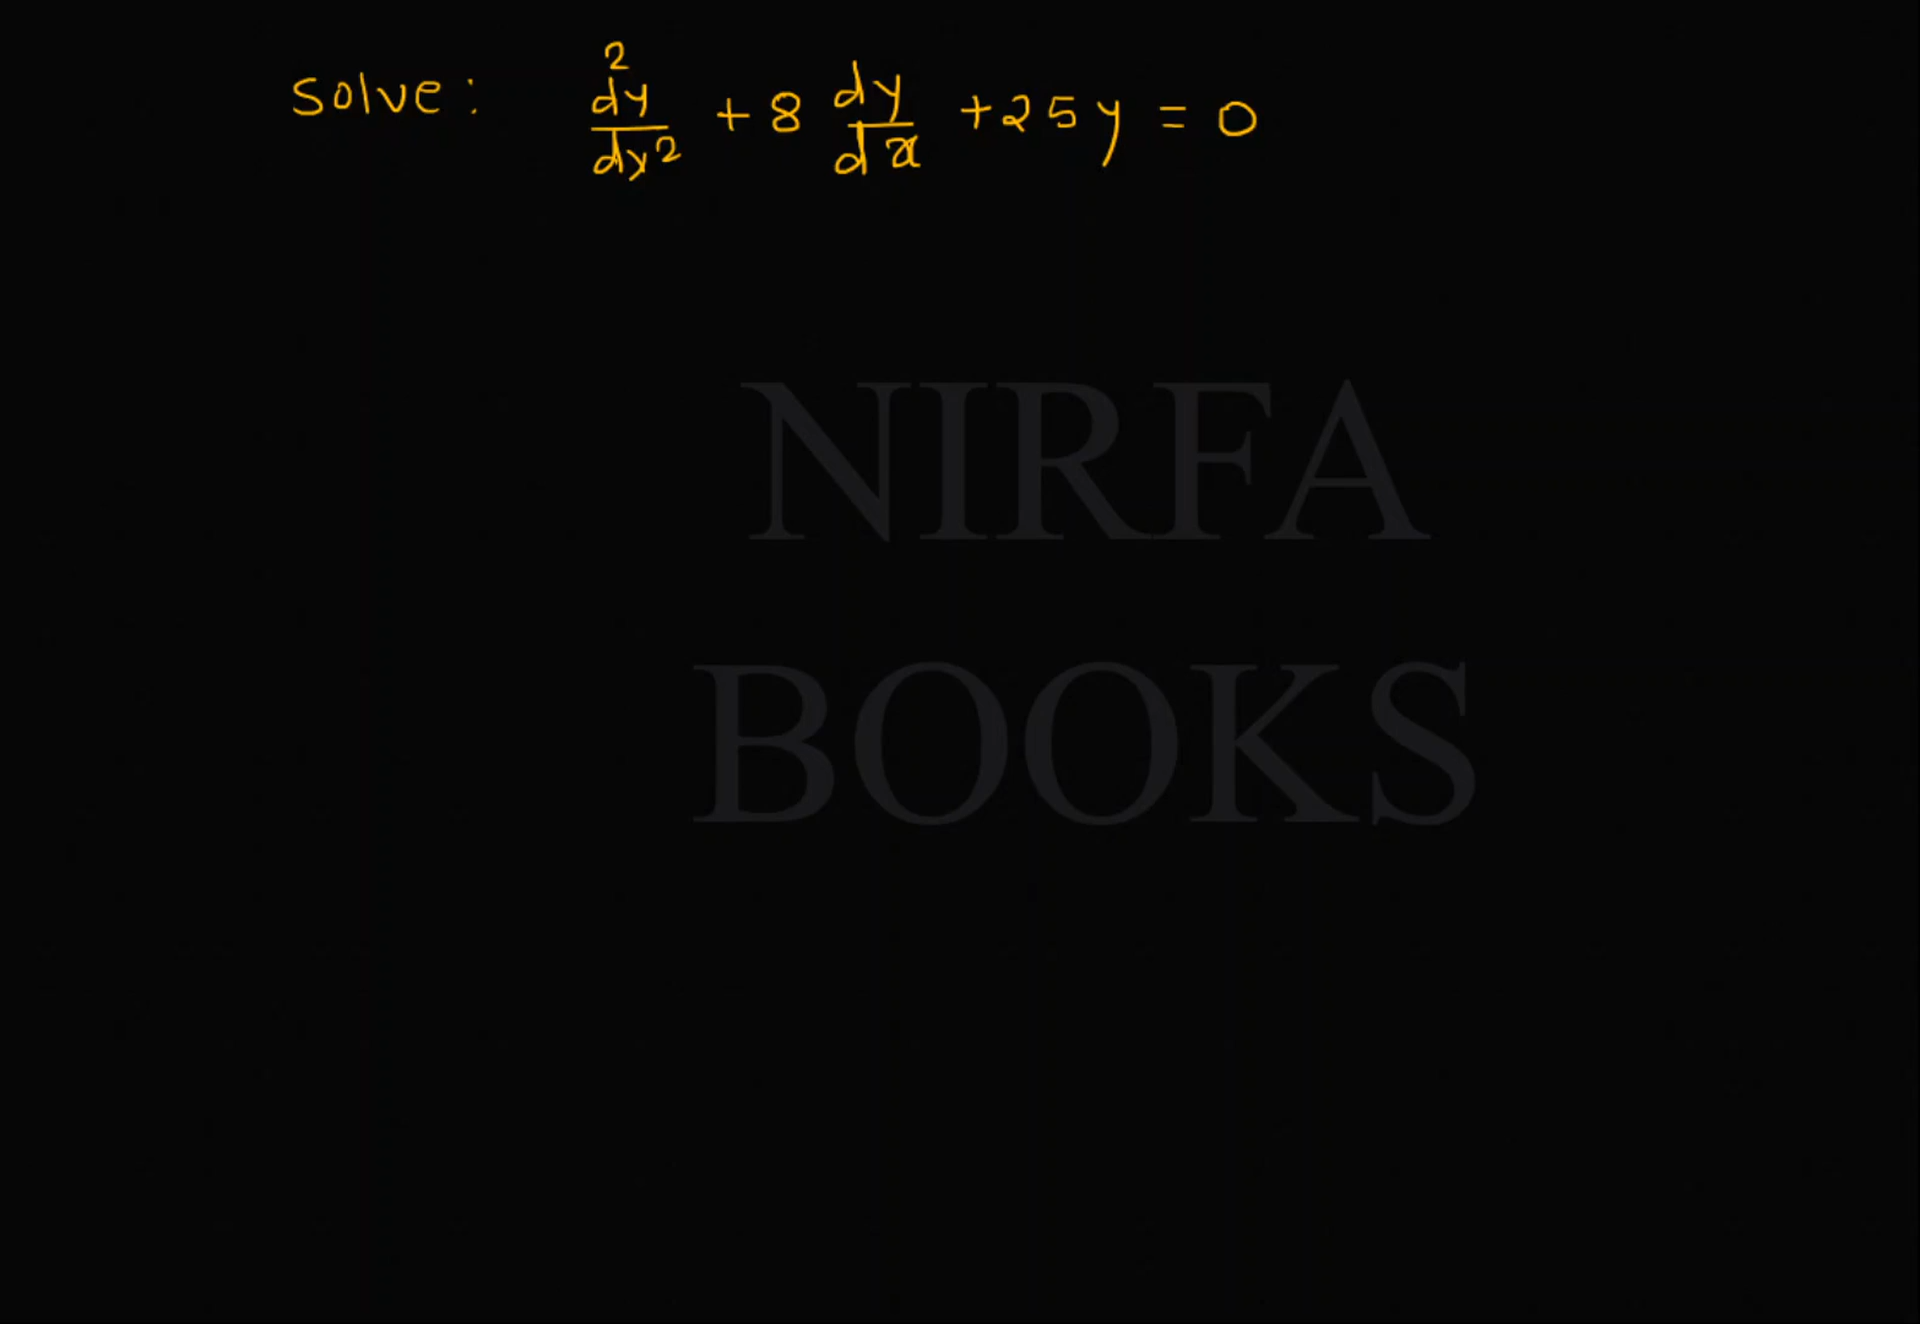 Solve: d²y/dy² + 8 dy/dx + 25y = 0
NIRFA
BOOKS